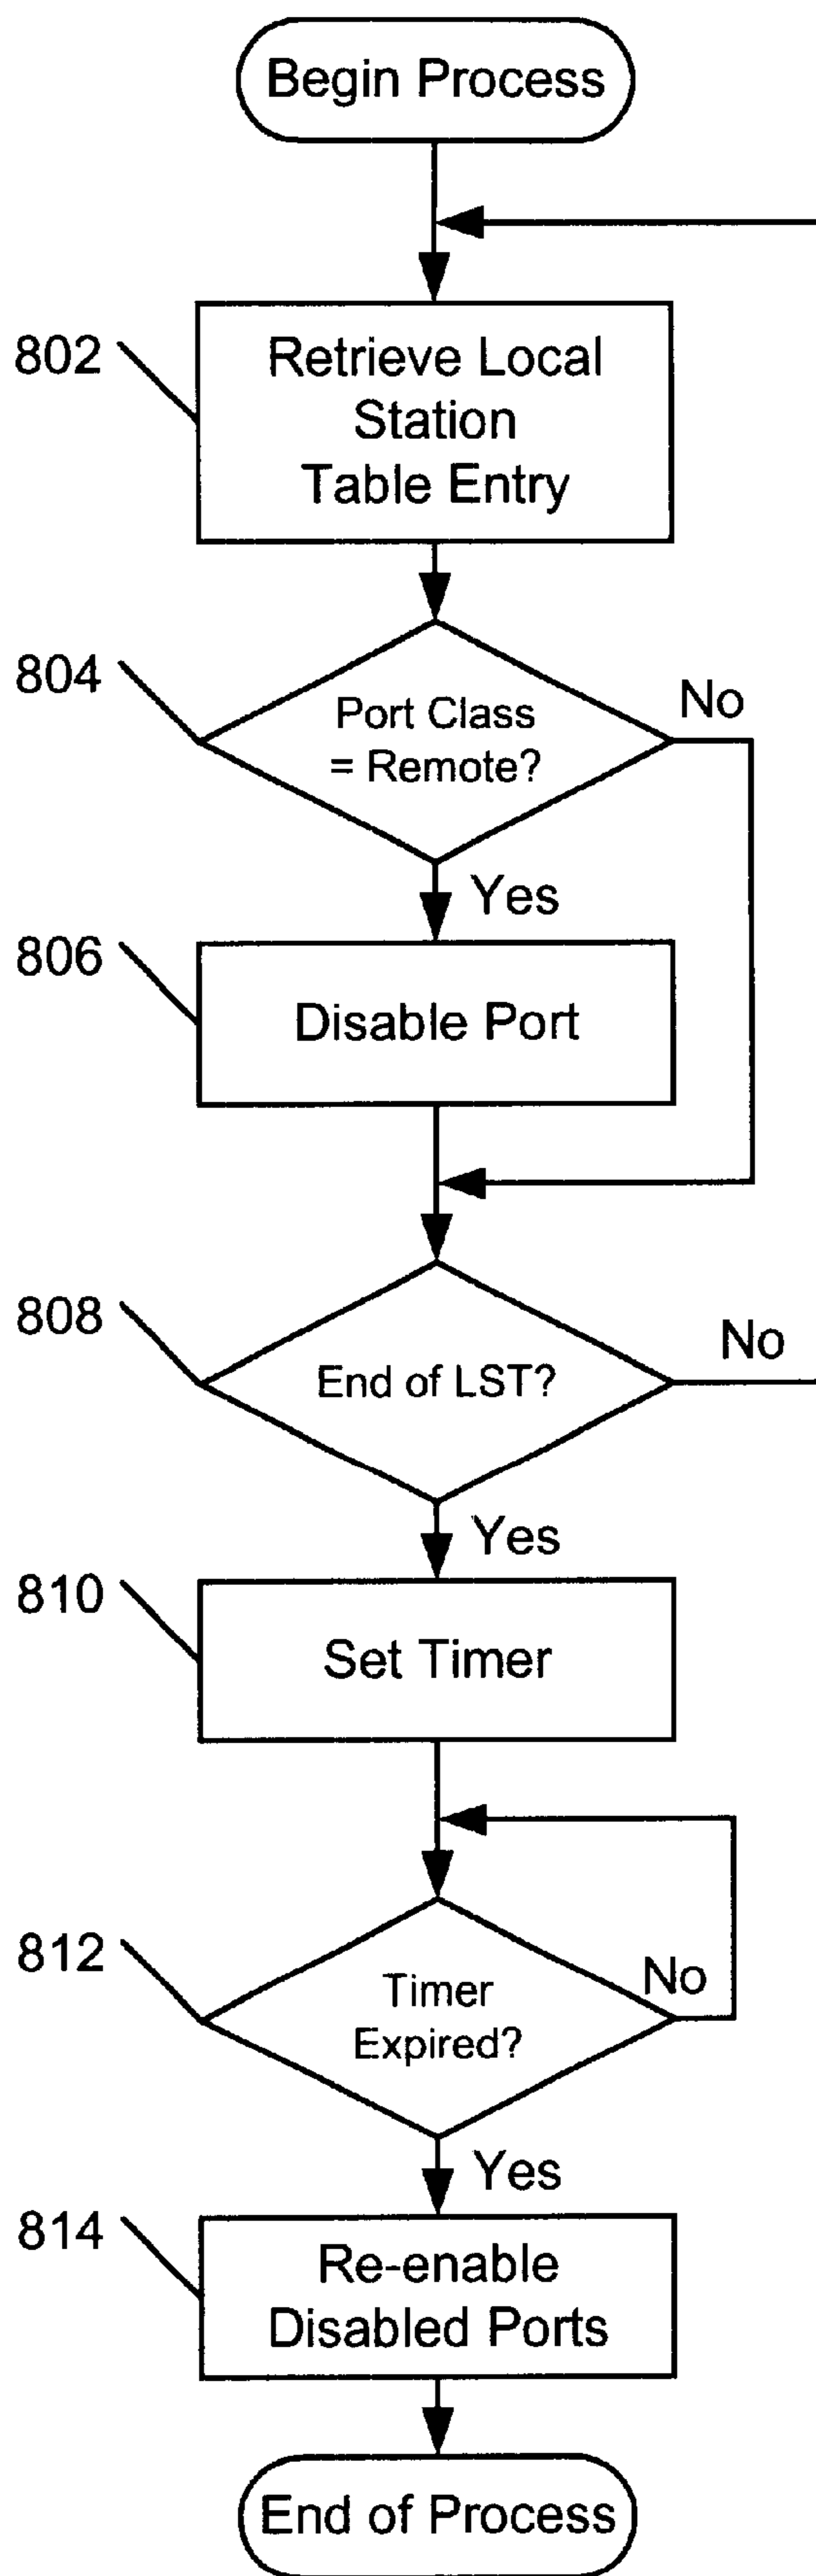 Begin Process
802
Retrieve Local
Station
Table Entry
804
Port Class
= Remote?
No
Yes
806
Disable Port
808
End of LST?
No
Yes
810
Set Timer
812
Timer
Expired?
No
Yes
814
Re-enable
Disabled Ports
End of Process